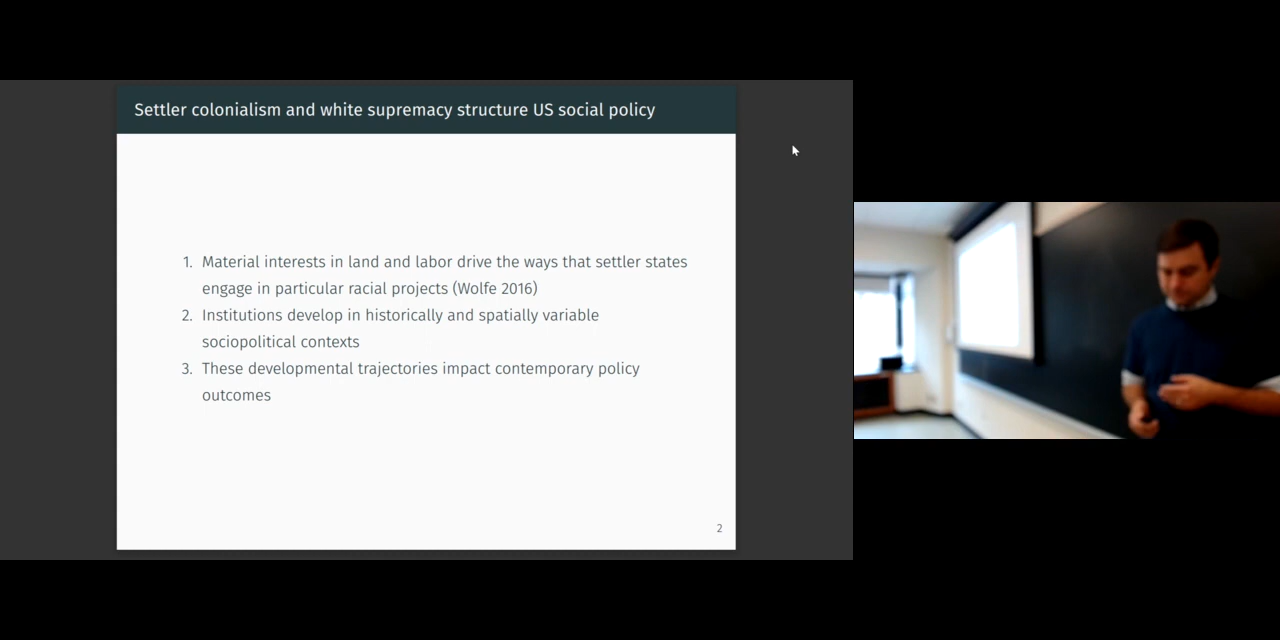 Settler colonialism and white supremacy structure US social policy
1. Material interests in land and labor drive the ways that settler states
engage in particular racial projects (Wolfe 2016)
2. Institutions develop in historically and spatially variable
sociopolitical contexts
3. These developmental trajectories impact contemporary policy
outcomes
2